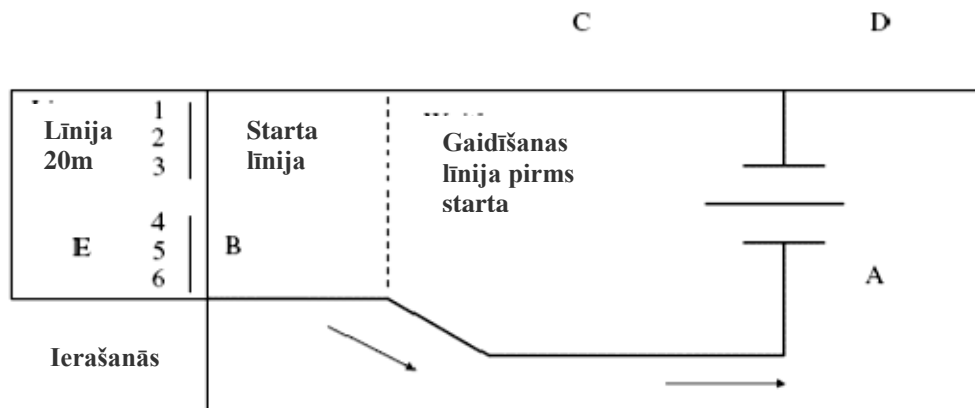 C
D
1
2
3
Līnija
20m
Starta
līnija
Gaidīšanas
līnija pirms
starta
4
5
6
E
B
A
Ierašanās